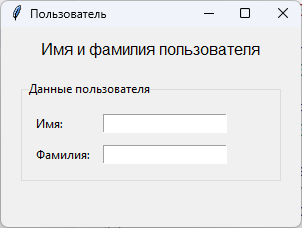 Пользователь
Имя и фамилия пользователя
Данные пользователя
Имя:
Фамилия: